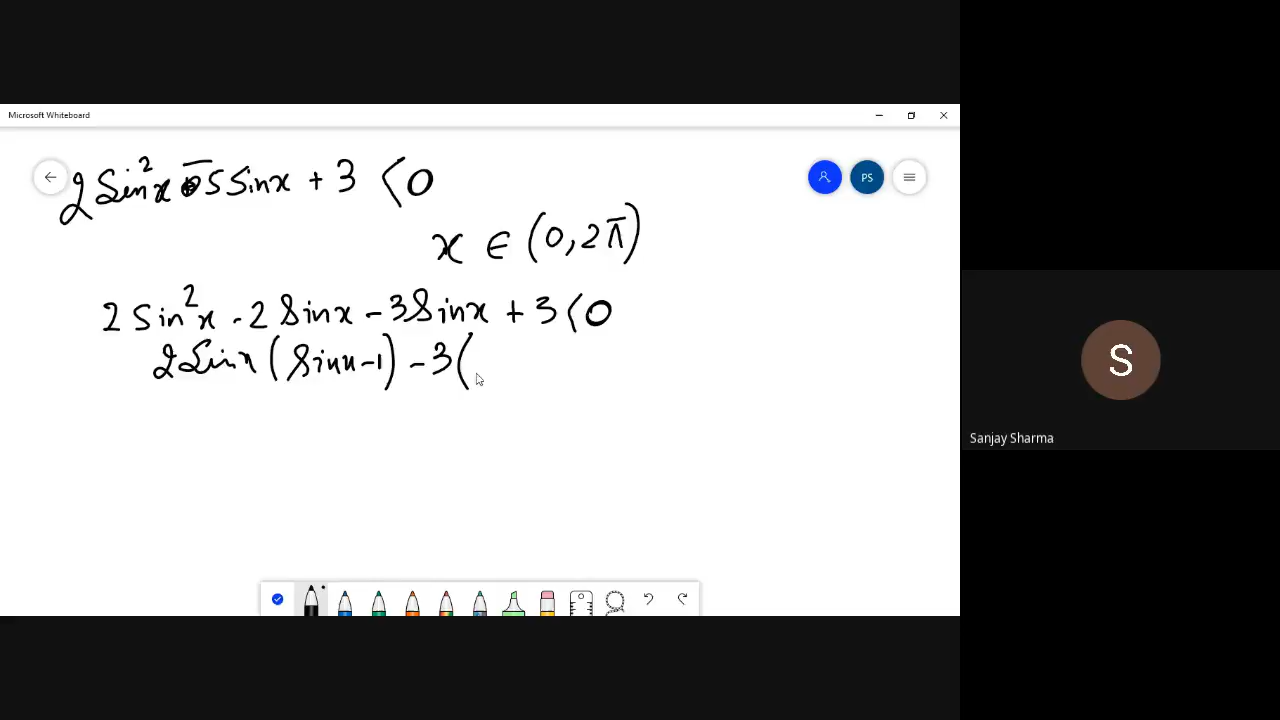 Microsoft Whiteboard
2 Sin²x - 5 Sinx + 3 < 0
PS
x ∈ (0, 2π)
2 Sin²x - 2 Sinx - 3 Sinx + 3 < 0
2 Sinx ( Sinx - 1 ) - 3 (
S
Sanjay Sharma